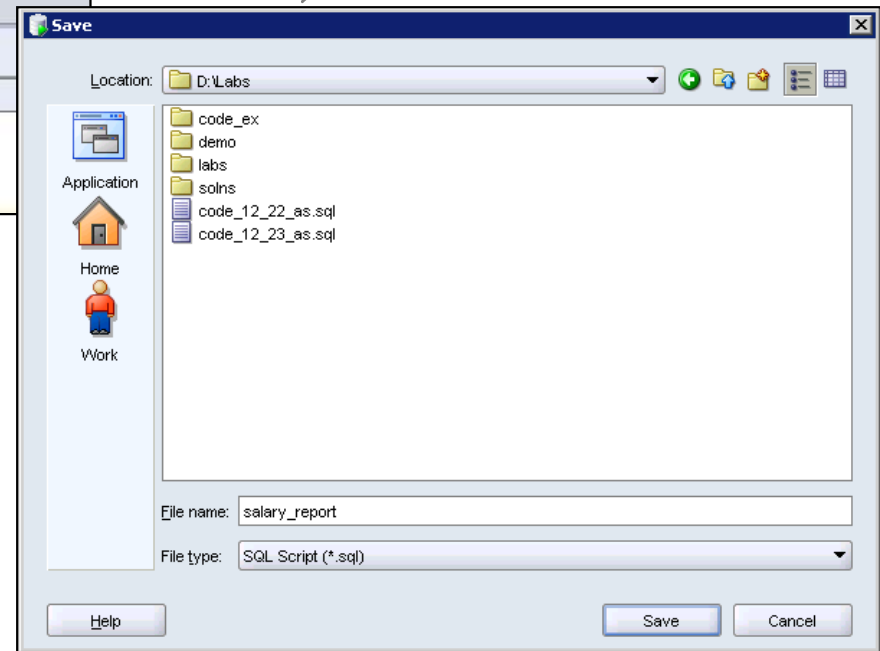 Save
Location: D:\Labs
code_ex
demo
labs
solns
code_12_22_as.sql
code_12_23_as.sql
Application
Home
Work
File name: salary_report
File type: SQL Script (*.sql)
Help Save Cancel